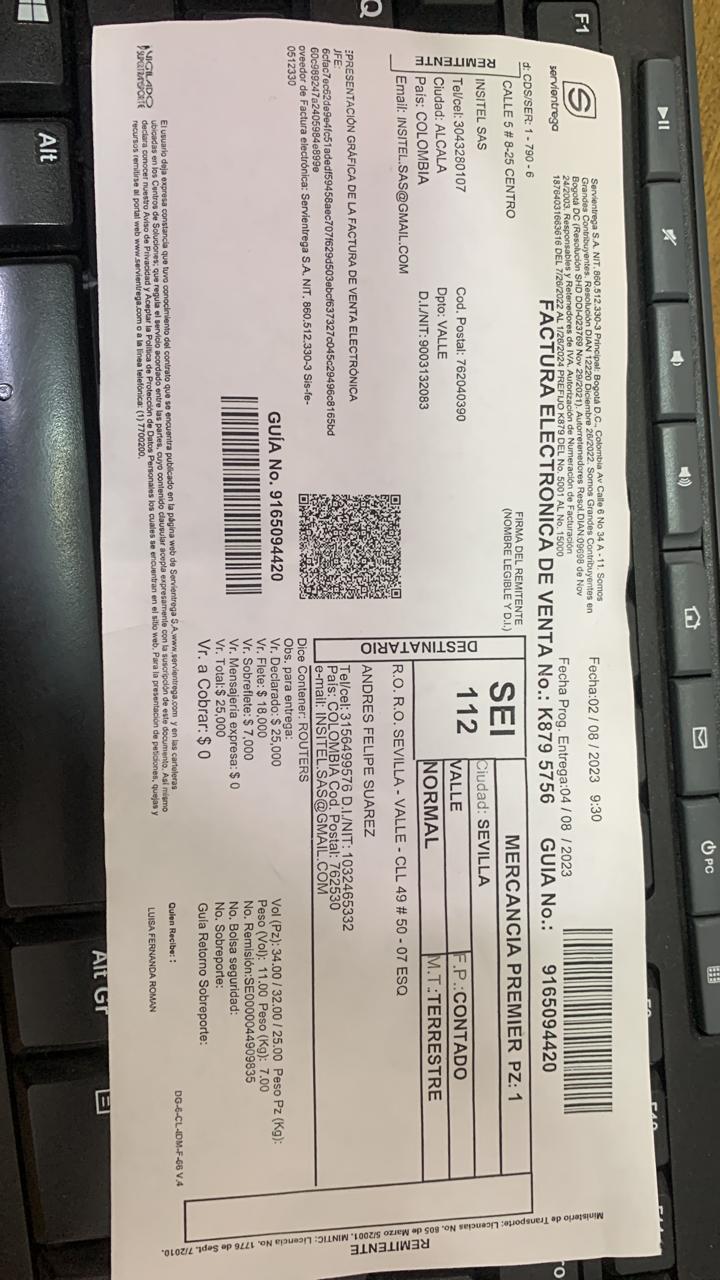 servientrega
Servientrega S.A. NIT. 860.512.330-3 Principal: Bogotá D.C., Colombia Av Calle 6 No 34 A - 11. Somos
Grandes Contribuyentes. Resolución DIAN 12220 Diciembre 26/2022. Somos Grandes Contribuyentes en
Bogotá DC (Resolución SHD DDI-023769 Nov 29/2021). Autorretenedores Resol.DIAN.09698 de Nov
24/2003. Responsables y Retenedores de IVA. Autorización de Numeración de Facturación
18764031663616 DEL 7/26/2022 AL 1/26/2024 PREFIJO K879 DEL No. 5001 AL No. 15000
Fecha:02 / 08 / 2023 9:30
Fecha Prog. Entrega:04 / 08 / 2023
FACTURA ELECTRÓNICA DE VENTA No.: K879 5756 GUIA No.: 9165094420
d: CDS/SER: 1 - 790 - 6
CALLE 5 # 8-25 CENTRO
REMITENTE
INSITEL SAS
Tel/cel: 3043280107 Cod. Postal: 762040390
Ciudad: ALCALA Dpto: VALLE
País: COLOMBIA D.I./NIT: 9003132083
Email: INSITEL.SAS@GMAIL.COM
FIRMA DEL REMITENTE
(NOMBRE LEGIBLE Y D.I.)
DESTINATARIO
SEI
112
MERCANCIA PREMIER PZ: 1
Ciudad: SEVILLA
VALLE
F.P.:CONTADO
NORMAL
M.T.:TERRESTRE
R.O. R.O. SEVILLA - VALLE - CLL 49 # 50 - 07 ESQ
ANDRES FELIPE SUAREZ
Tel/cel: 3156499576 D.I./NIT: 1032465332
País: COLOMBIA Cod. Postal: 762530
e-mail: INSITEL.SAS@GMAIL.COM
EPRESENTACIÓN GRÁFICA DE LA FACTURA DE VENTA ELECTRÓNICA
UFE:
oveedor de Factura electrónica: Servientrega S.A. NIT. 860.512.330-3 Sis-fe-
0512330
GUÍA No. 9165094420
Dice Contener: ROUTERS
Obs. para entrega:
Vr. Declarado: $ 25,000
Vr. Flete: $ 18,000
Vr. Sobreflete: $ 7,000
Vr. Mensajería expresa: $ 0
Vr. Total:$ 25,000
Vr. a Cobrar: $ 0
Vol (Pz): 34.00 / 32.00 / 25.00 Peso Pz (Kg):
Peso (Vol): 11.00 Peso (Kg): 7.00
No. Remisión:SE0000044909835
No. Bolsa seguridad:
No. Sobreporte:
Guía Retorno Sobreporte:
El usuario deja expresa constancia que tuvo conocimiento del contrato que se encuentra publicado en la página web de Servientrega S.A,www.servientrega.com y en las carteleras
ubicadas en los Centros de Soluciones; que regula el servicio acordado entre las partes, cuyo contenido clausular acepta expresamente con la suscripción de este documento. Así mismo
declara conocer nuestro Aviso de Privacidad y Aceptar la Política de Protección de Datos Personales los cuales se encuentran en el sitio web. Para la presentación de peticiones, quejas y
recursos remitirse al portal web www.servientrega.com o a la línea telefónica: (1) 7700200.
Quien Recibe: :
LUISA FERNANDA ROMAN
DG-6-CL-IDM-F-66 V.4
VIGILADO
REMITENTE
Ministerio de Transporte: Licencias No. 805 de Marzo 5/2001. MINTIC: Licencia No. 1776 de Sept. 7/2010.
F1
Q
Alt
Alt Gr
PC